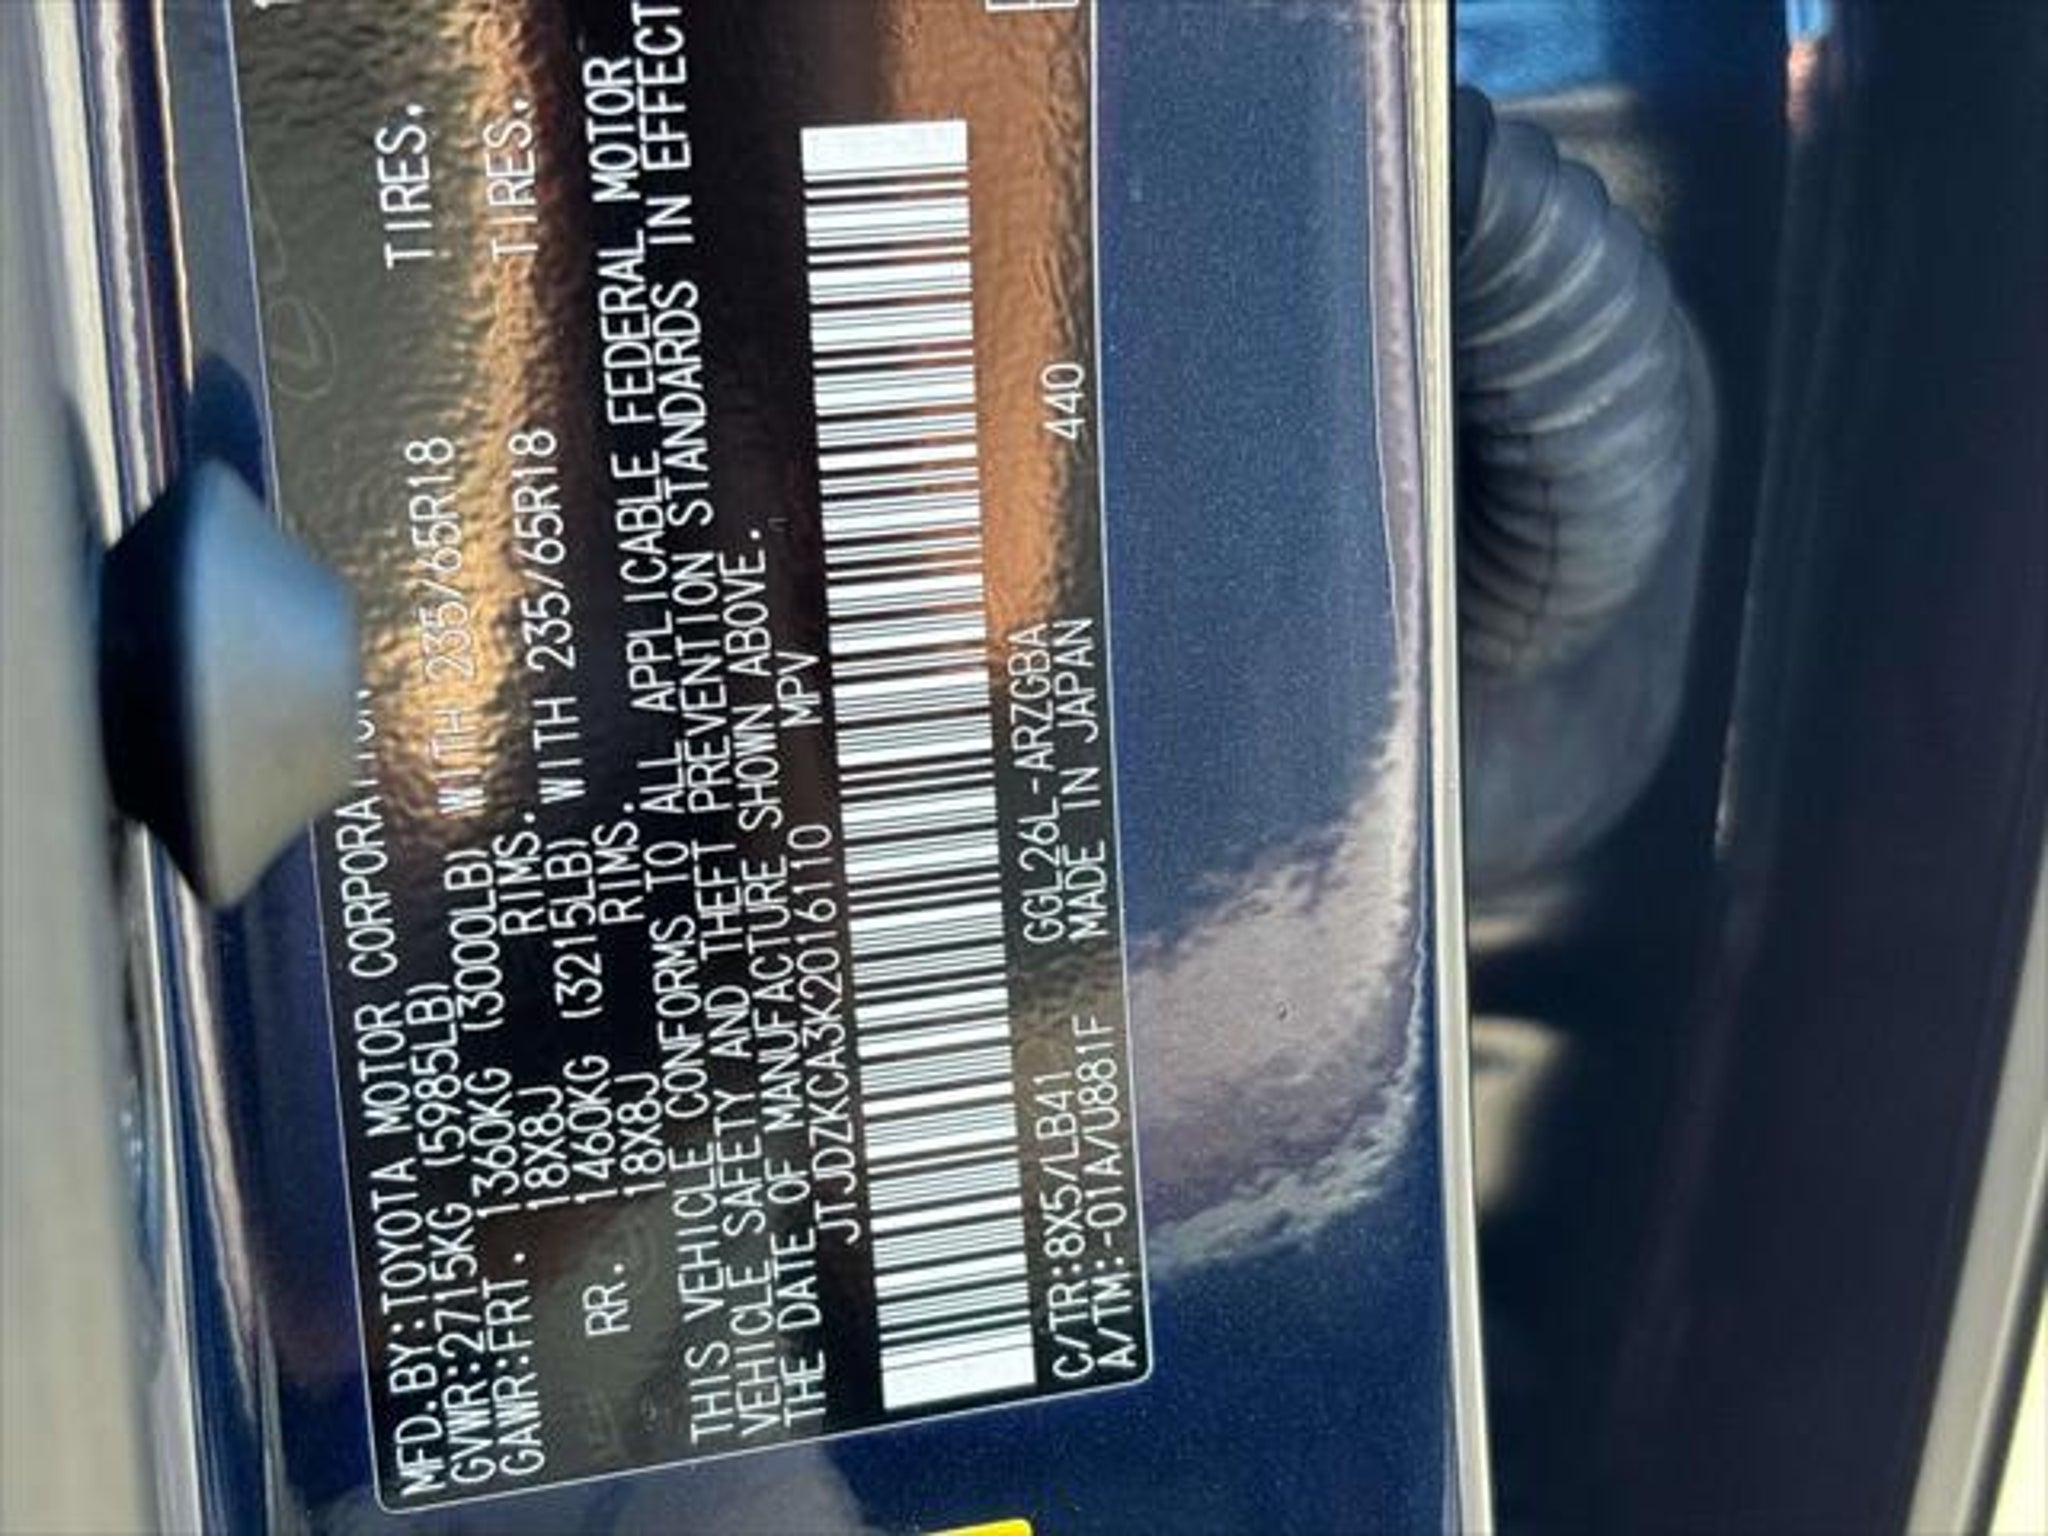 MFD.BY:TOYOTA MOTOR CORPORATION
GVWR:2715KG (5985LB)
GAWR:FRT. 1360KG (3000LB) WITH 235/65R18 TIRES.
18X8J RIMS.
RR. 1460KG (3215LB) WITH 235/65R18 TIRES.
18X8J RIMS.
THIS VEHICLE CONFORMS TO ALL APPLICABLE FEDERAL MOTOR
VEHICLE SAFETY AND THEFT PREVENTION STANDARDS IN EFFECT
THE DATE OF MANUFACTURE SHOWN ABOVE.
JTJDZKCA3K2016110 MPV
C/TR:8X5/LB41 GGL26L-ARZGBA
A/TM:-01A/U881F MADE IN JAPAN 440